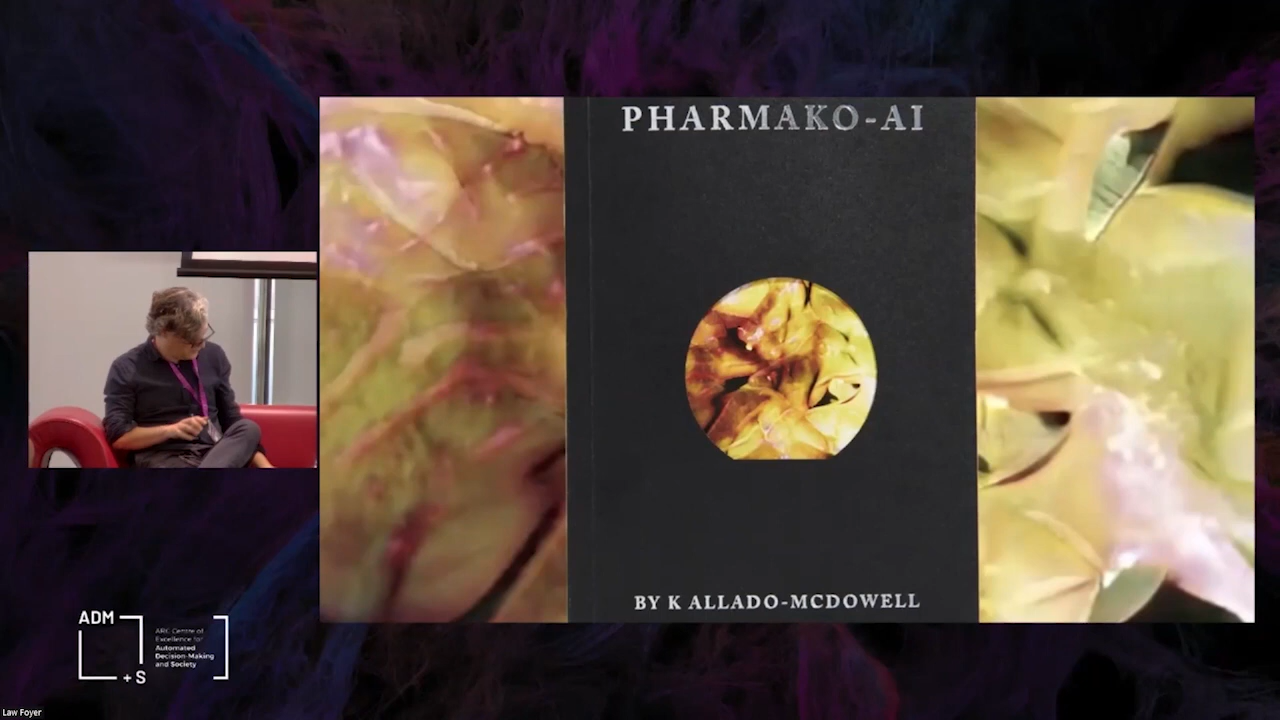 PHARMAKO-AI
BY K ALLADO-MCDOWELL
ADM
+ S
ARC Centre of
Excellence for
Automated
Decision-Making
and Society
Law Foyer